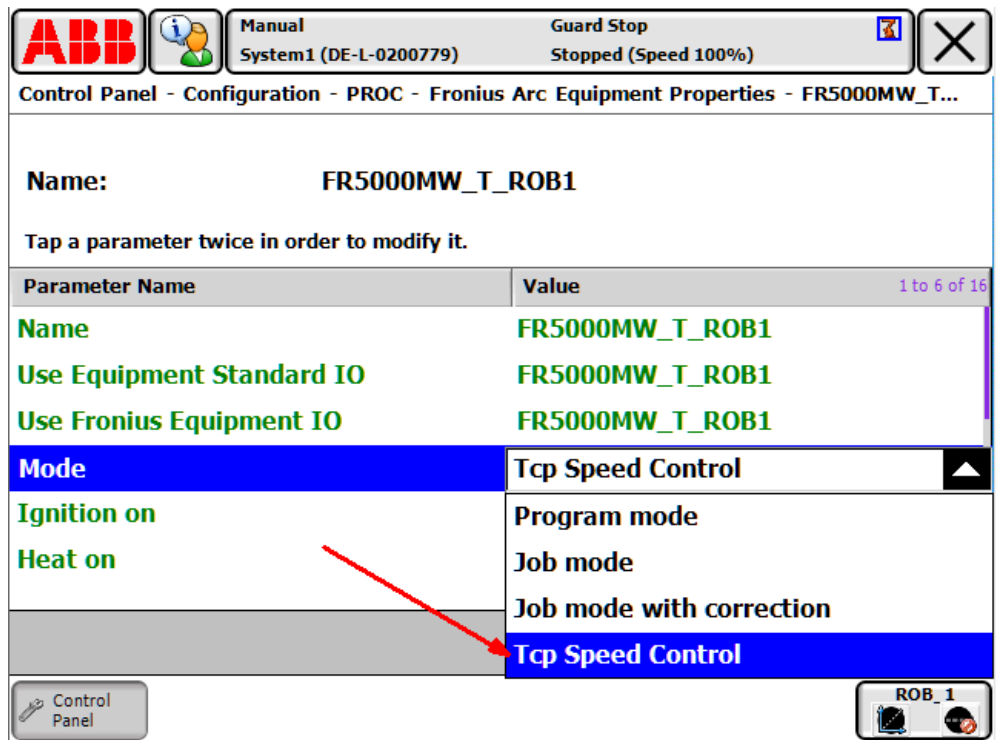 ABB
Manual
System1 (DE-L-0200779)
Guard Stop
Stopped (Speed 100%)
Control Panel - Configuration - PROC - Fronius Arc Equipment Properties - FR5000MW_T...
Name: FR5000MW_T_ROB1
Tap a parameter twice in order to modify it.
Parameter Name Value 1 to 6 of 16
Name FR5000MW_T_ROB1
Use Equipment Standard IO FR5000MW_T_ROB1
Use Fronius Equipment IO FR5000MW_T_ROB1
Mode Tcp Speed Control
Ignition on Program mode
Heat on Job mode
Job mode with correction
Tcp Speed Control
Control
Panel
ROB_1